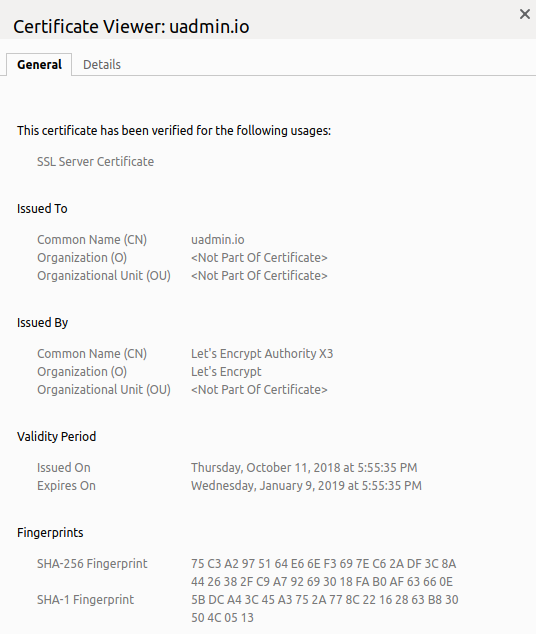 Certificate Viewer: uadmin.io
General Details
This certificate has been verified for the following usages:
SSL Server Certificate
Issued To
Common Name (CN) uadmin.io
Organization (O) <Not Part Of Certificate>
Organizational Unit (OU) <Not Part Of Certificate>
Issued By
Common Name (CN) Let's Encrypt Authority X3
Organization (O) Let's Encrypt
Organizational Unit (OU) <Not Part Of Certificate>
Validity Period
Issued On Thursday, October 11, 2018 at 5:55:35 PM
Expires On Wednesday, January 9, 2019 at 5:55:35 PM
Fingerprints
SHA-256 Fingerprint 75 C3 A2 97 51 64 E6 6E F3 69 7E C6 2A DF 3C 8A
44 26 38 2F C9 A7 92 69 30 18 FA B0 AF 63 66 0E
SHA-1 Fingerprint 5B DC A4 3C 45 A3 75 2A 77 8C 22 16 28 63 B8 30
50 4C 05 13